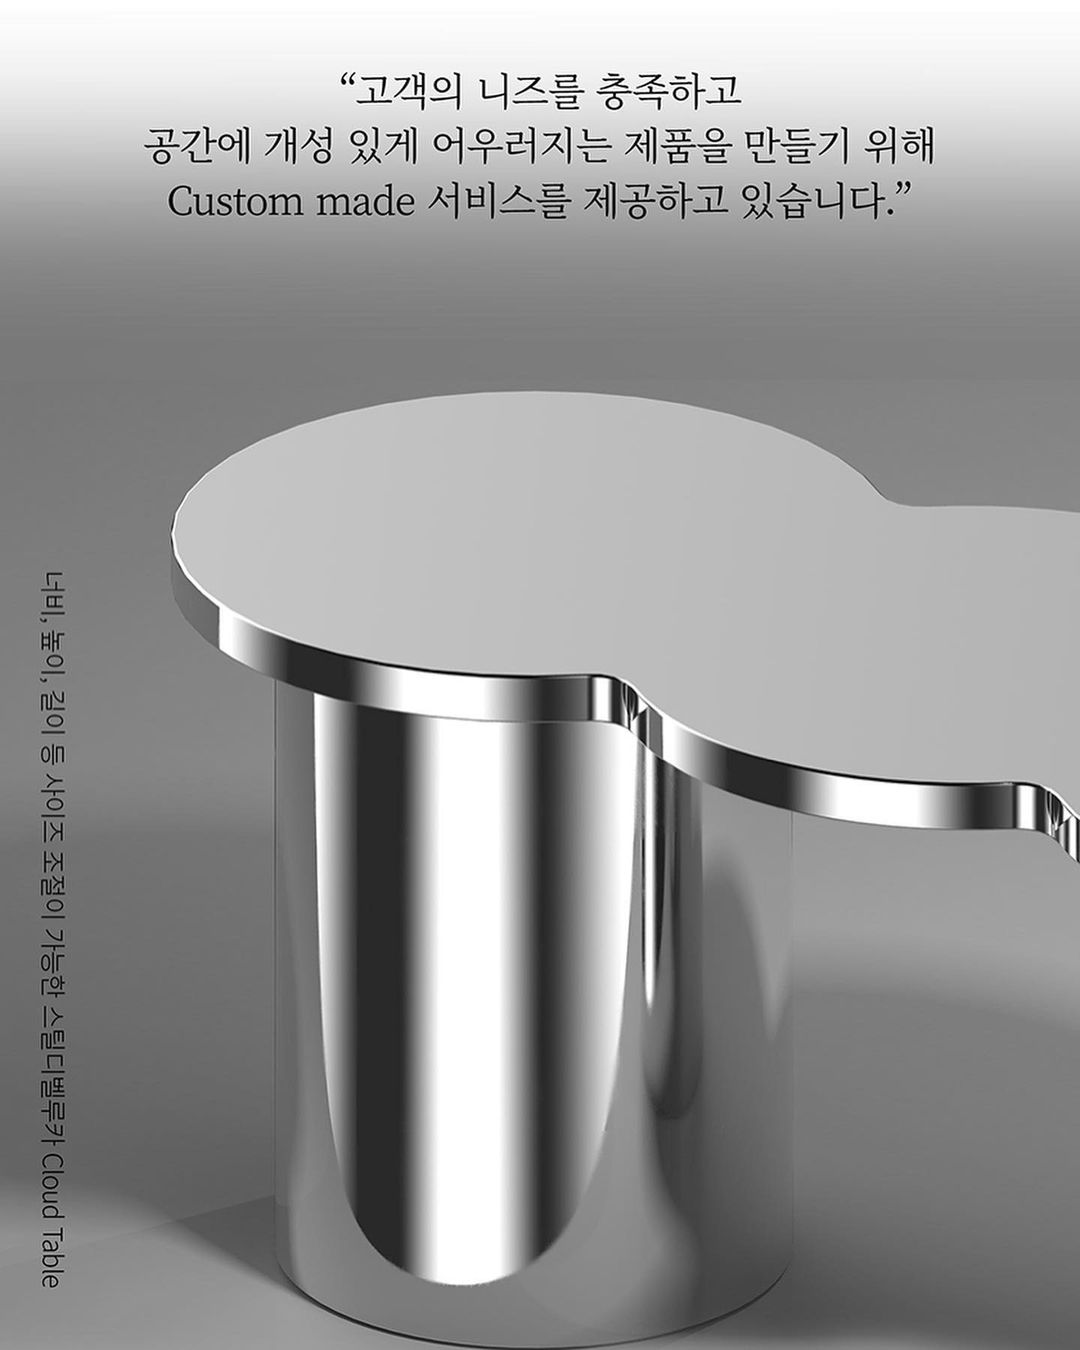 “고객의 니즈를 충족하고
공간에 개성 있게 어우러지는 제품을 만들기 위해
Custom made 서비스를 제공하고 있습니다.”
너비, 높이, 길이 등 사이즈 조절이 가능한 스틸디벨루카 Cloud Table